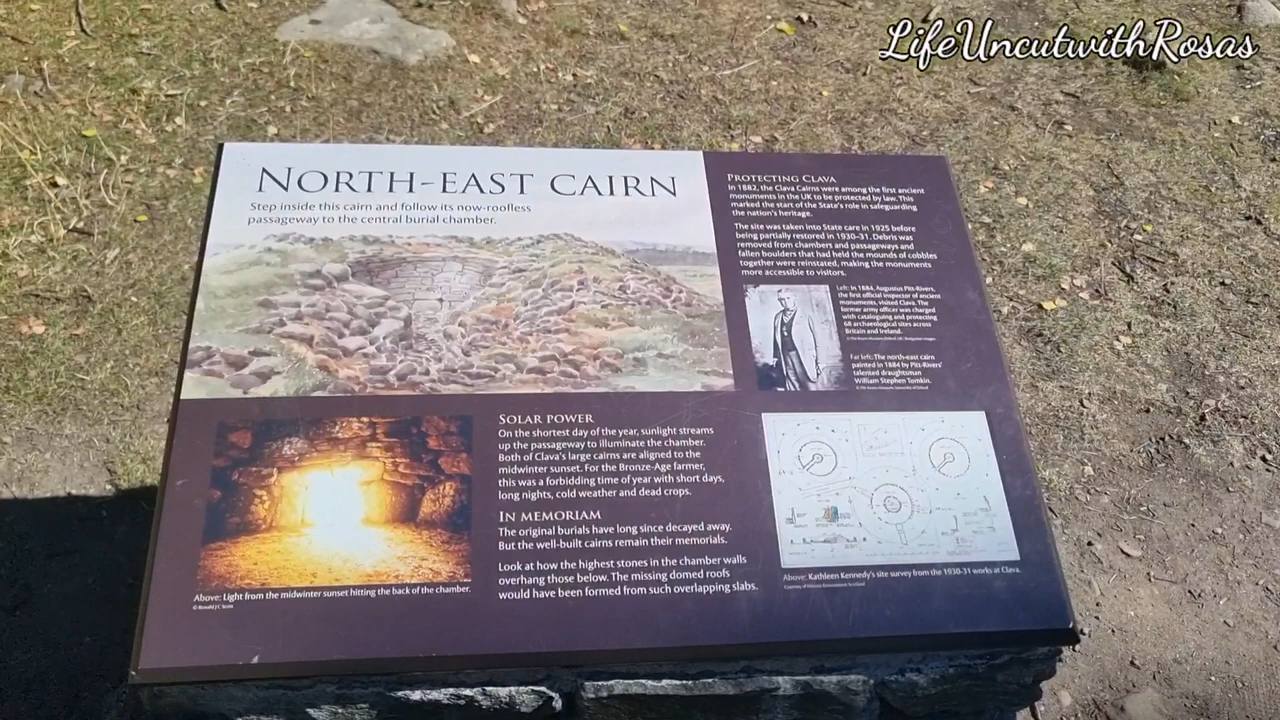 LifeUncutwithRosas
NORTH-EAST CAIRN
Step inside this cairn and follow its now-roofless
passageway to the central burial chamber.
PROTECTING CLAVA
In 1882, the Clava Cairns were among the first ancient
monuments in the UK to be protected by law. This
marked the start of the State's role in safeguarding
the nation's heritage.
The site was taken into State care in 1925 before
being partially restored in 1930–31. Debris was
removed from chambers and passageways and
fallen boulders that had held the mounds of cobbles
together were reinstated, making the monuments
more accessible to visitors.
Left: In 1884, Augustus Pitt-Rivers,
the first official inspector of ancient
monuments, visited Clava. The
former army officer was charged
with cataloguing and protecting
68 archaeological sites across
Britain and Ireland.
Far left: The north-east cairn
painted in 1884 by Pitt-Rivers'
talented draughtsman
William Stephen Tomkin.
SOLAR POWER
On the shortest day of the year, sunlight streams
up the passageway to illuminate the chamber.
Both of Clava's large cairns are aligned to the
midwinter sunset. For the Bronze-Age farmer,
this was a forbidding time of year with short days,
long nights, cold weather and dead crops.
IN MEMORIAM
The original burials have long since decayed away.
But the well-built cairns remain their memorials.
Look at how the highest stones in the chamber walls
overhang those below. The missing domed roofs
would have been formed from such overlapping slabs.
Above: Light from the midwinter sunset hitting the back of the chamber.
© Ronald J C Scott
Above: Kathleen Kennedy's site survey from the 1930-31 works at Clava.
Courtesy of Historic Environment Scotland